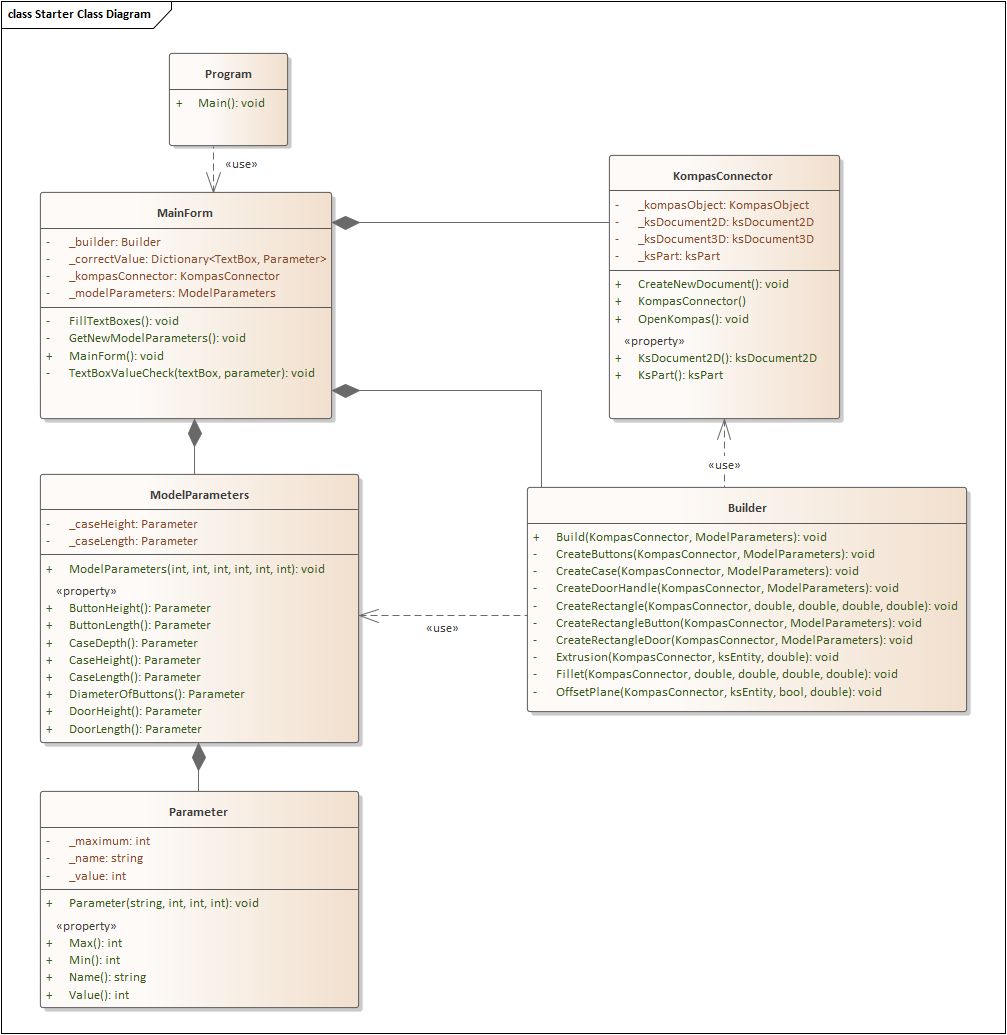 class Starter Class Diagram
Program
+ Main(): void
«use»
MainForm
- _builder: Builder
- _correctValue: Dictionary<TextBox, Parameter>
- _kompasConnector: KompasConnector
- _modelParameters: ModelParameters
- FillTextBoxes(): void
- GetNewModelParameters(): void
+ MainForm(): void
- TextBoxValueCheck(textBox, parameter): void
KompasConnector
- _kompasObject: KompasObject
- _ksDocument2D: ksDocument2D
- _ksDocument3D: ksDocument3D
- _ksPart: ksPart
+ CreateNewDocument(): void
+ KompasConnector()
+ OpenKompas(): void
«property»
+ KsDocument2D(): ksDocument2D
+ KsPart(): ksPart
«use»
ModelParameters
- _caseHeight: Parameter
- _caseLength: Parameter
+ ModelParameters(int, int, int, int, int, int): void
«property»
+ ButtonHeight(): Parameter
+ ButtonLength(): Parameter
+ CaseDepth(): Parameter
+ CaseHeight(): Parameter
+ CaseLength(): Parameter
+ DiameterOfButtons(): Parameter
+ DoorHeight(): Parameter
+ DoorLength(): Parameter
«use»
Builder
+ Build(KompasConnector, ModelParameters): void
- CreateButtons(KompasConnector, ModelParameters): void
- CreateCase(KompasConnector, ModelParameters): void
- CreateDoorHandle(KompasConnector, ModelParameters): void
- CreateRectangle(KompasConnector, double, double, double, double): void
- CreateRectangleButton(KompasConnector, ModelParameters): void
- CreateRectangleDoor(KompasConnector, ModelParameters): void
- Extrusion(KompasConnector, ksEntity, double): void
- Fillet(KompasConnector, double, double, double, double): void
- OffsetPlane(KompasConnector, ksEntity, bool, double): void
Parameter
- _maximum: int
- _name: string
- _value: int
+ Parameter(string, int, int, int): void
«property»
+ Max(): int
+ Min(): int
+ Name(): string
+ Value(): int